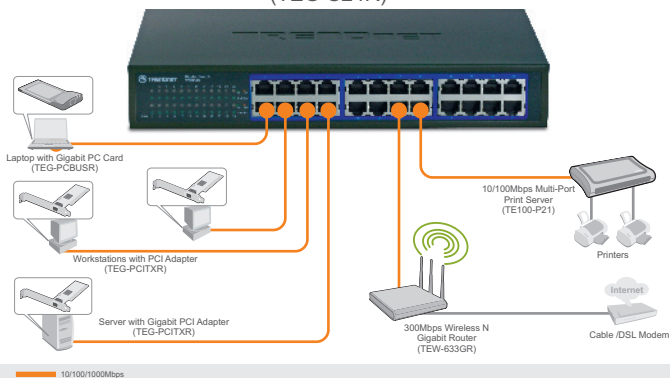 TRENDNET
Laptop with Gigabit PC Card
(TEG-PCBUSR)
Workstations with PCI Adapter
(TEG-PCITXR)
Server with Gigabit PCI Adapter
(TEG-PCITXR)
10/100Mbps Multi-Port
Print Server
(TE100-P21)
Printers
300Mbps Wireless N
Gigabit Router
(TEW-633GR)
Internet
Cable /DSL Modem
10/100/1000Mbps